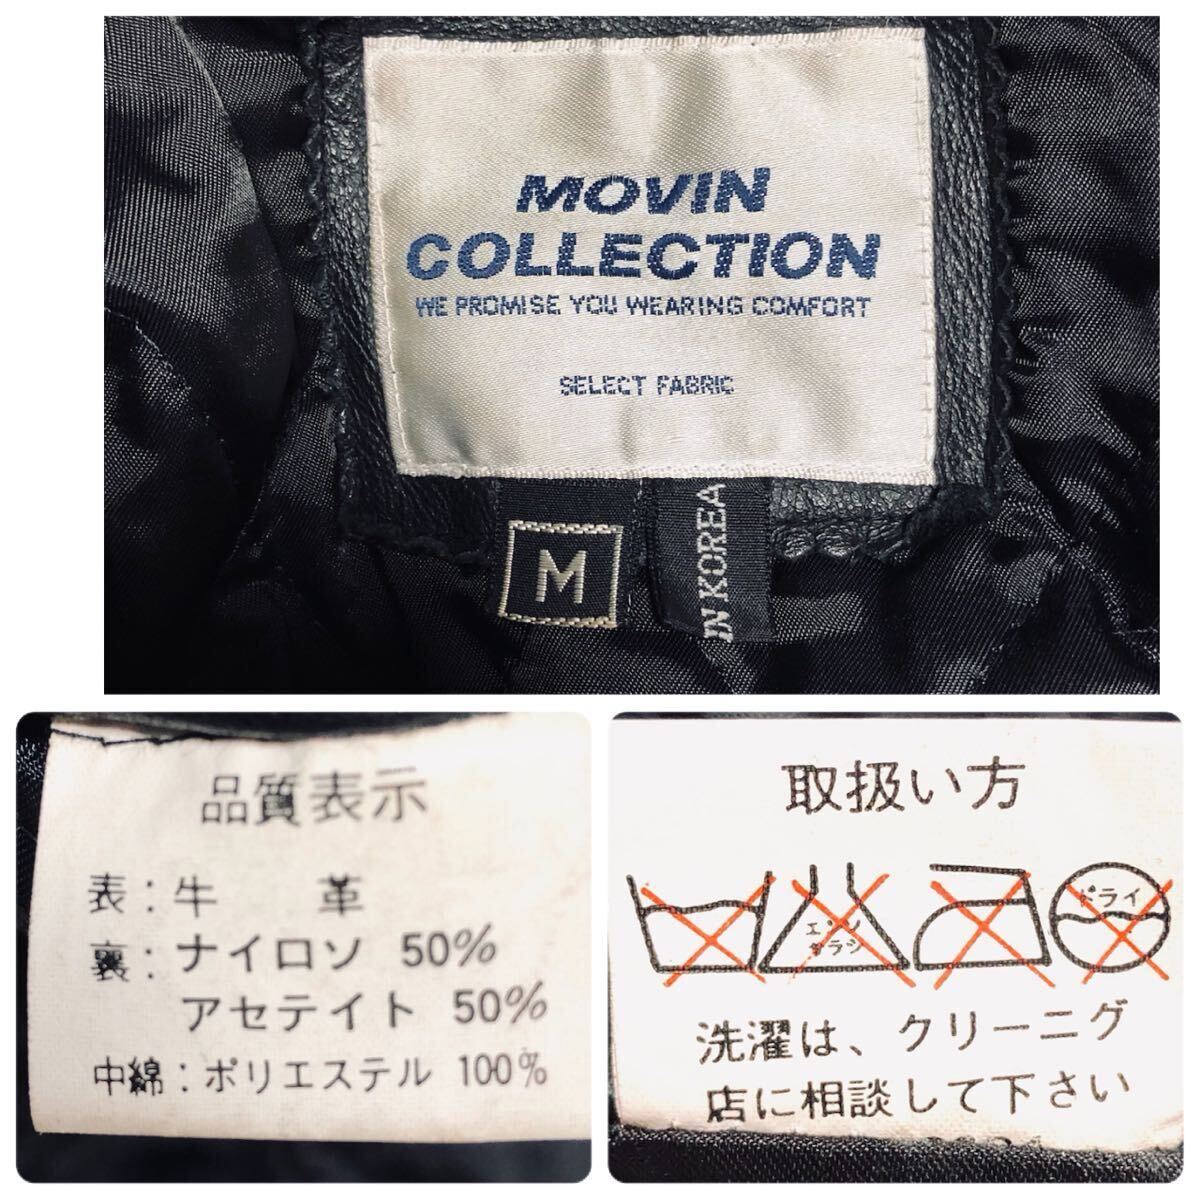 MOVIN
COLLECTION
WE PROMISE YOU WEARING COMFORT
SELECT FABRIC
M
IN KOREA
品質表示
表：牛 革
裏：ナイロソ 50%
アセテイト 50%
中綿：ポリエステル 100%
取扱い方
エンソ
サラシ
ドライ
洗濯は、クリーニング
店に相談して下さい